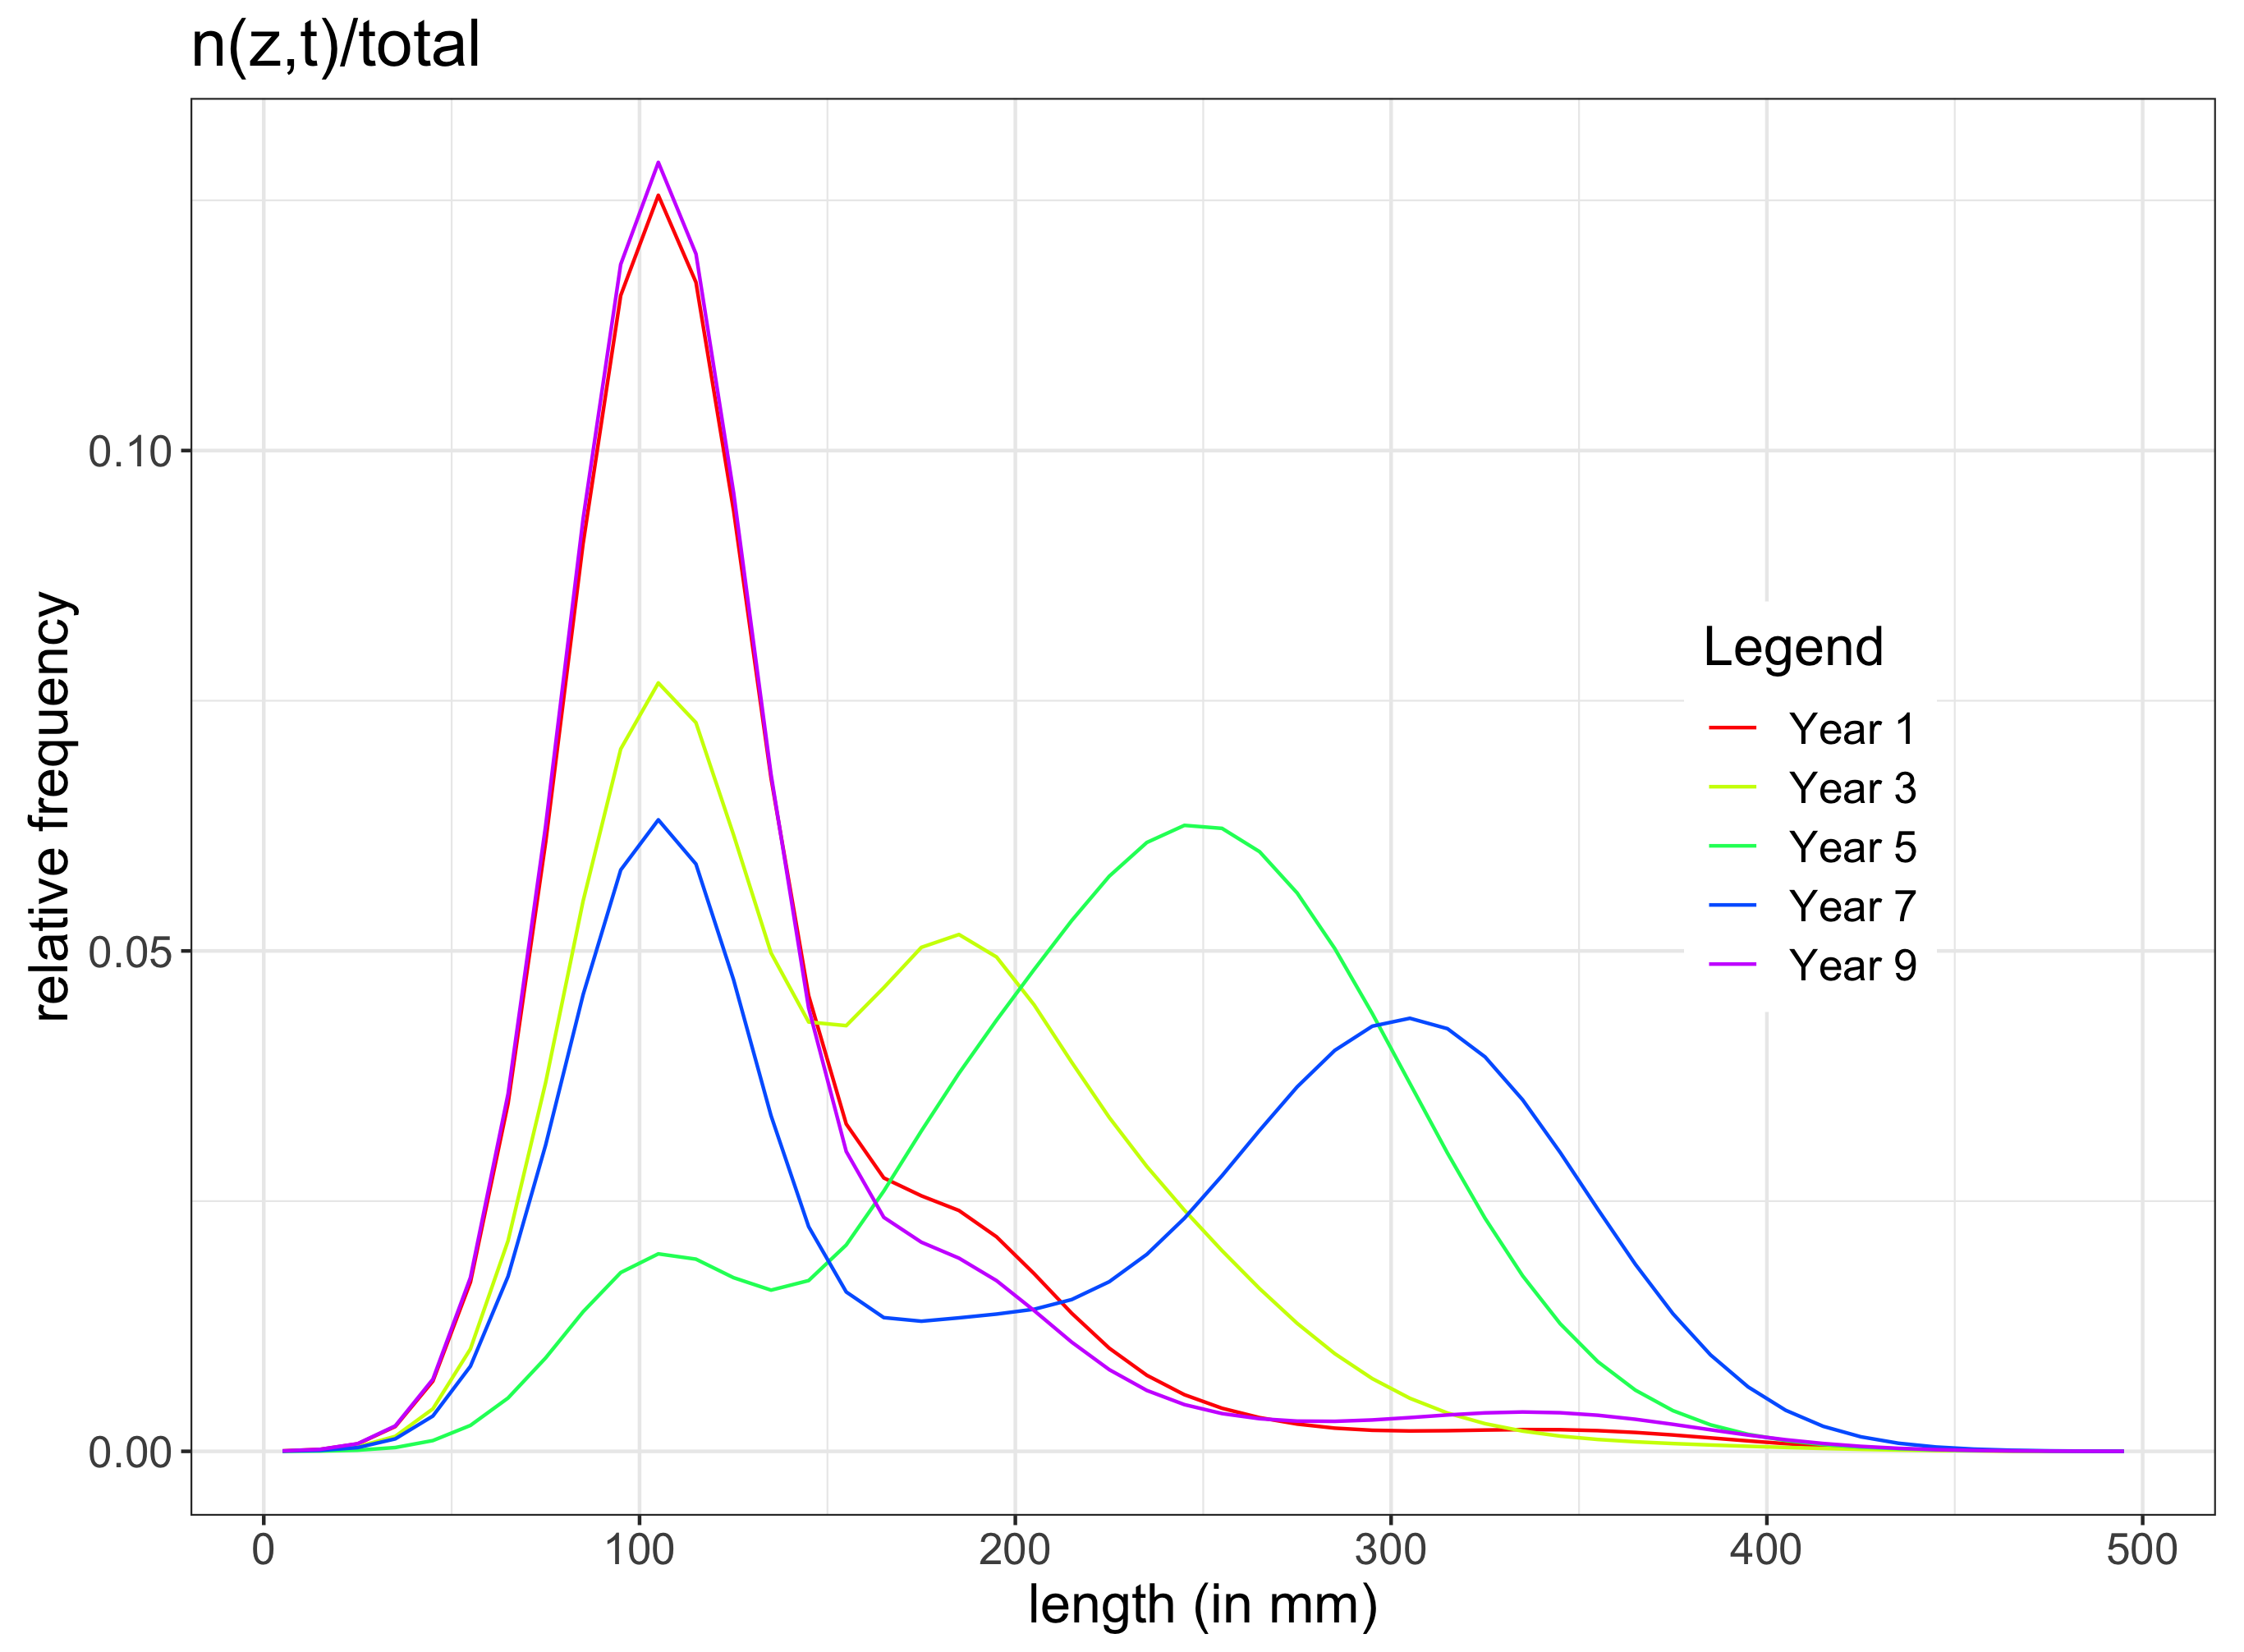 n(z,t)/total
relative frequency
0.10
0.05
0.00
Legend
Year 1
Year 3
Year 5
Year 7
Year 9
0 100 200 300 400 500
length (in mm)